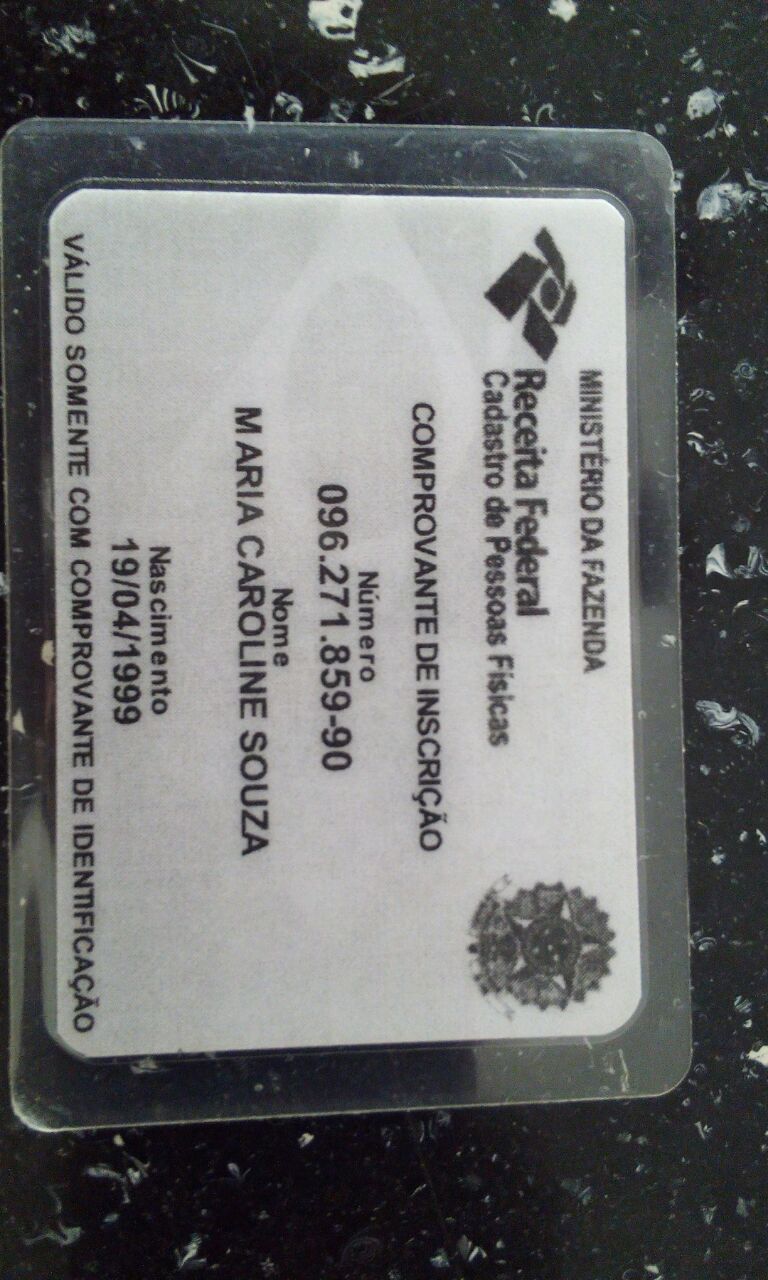 MINISTÉRIO DA FAZENDA
Receita Federal
Cadastro de Pessoas Físicas
COMPROVANTE DE INSCRIÇÃO
Número
096.271.859-90
Nome
MARIA CAROLINE SOUZA
Nascimento
19/04/1999
VÁLIDO SOMENTE COM COMPROVANTE DE IDENTIFICAÇÃO